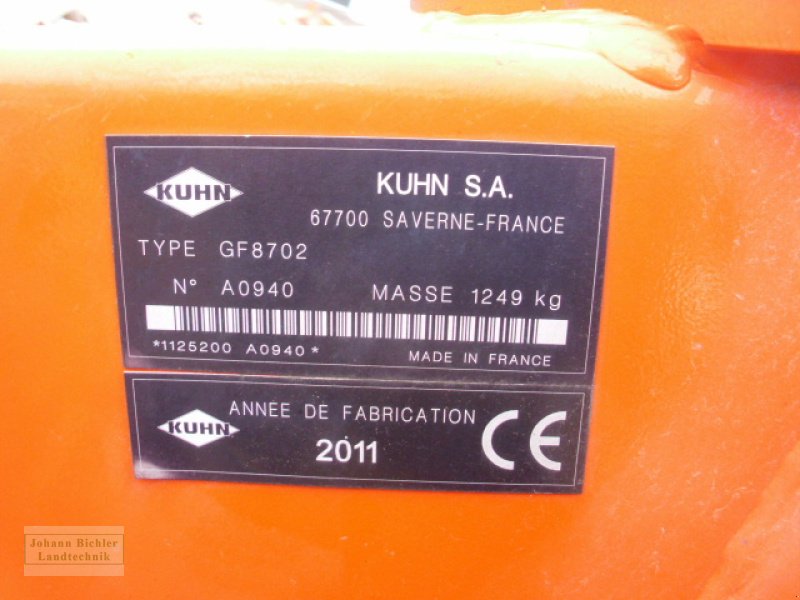 KUHN
KUHN S.A.
67700 SAVERNE-FRANCE
TYPE GF8702
N° A0940 MASSE 1249 kg
*1125200 A0940*
MADE IN FRANCE
KUHN
ANNEE DE FABRICATION
2011
CE
Johann Bichler
Landtechnik